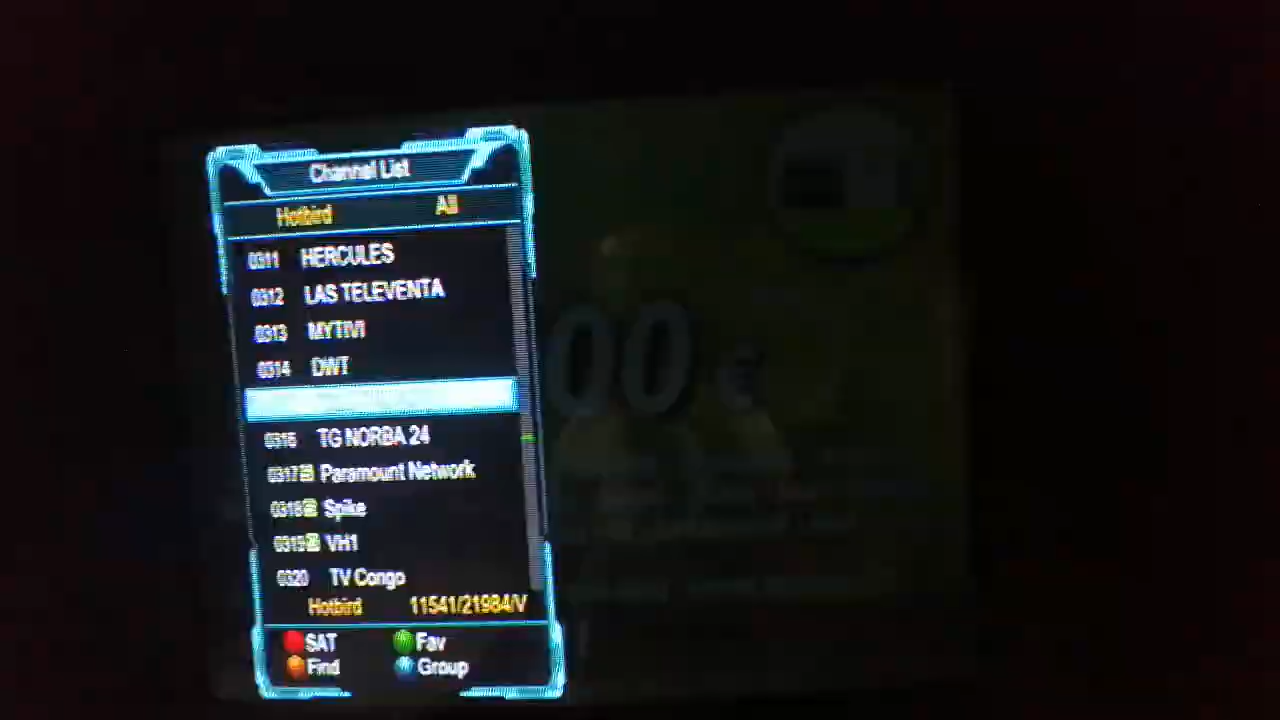 Channel List
Hotbird All
0311 HERCULES
0312 LAS TELEVENTA
0313 MYTIVI
0314 DWT
0316 TG NORBA 24
0317 Paramount Network
0318 Spike
0319 VH1
0320 TV Congo
Hotbird 11541/21984/V
SAT Fav
Find Group
00 €